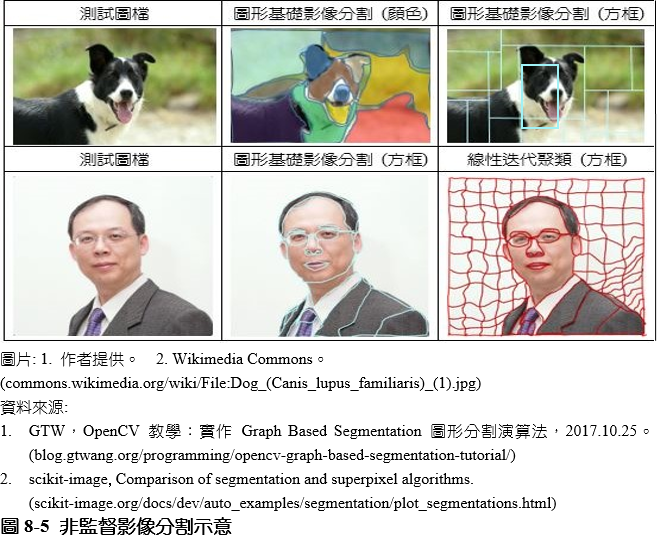 測試圖檔 圖形基礎影像分割 (顏色) 圖形基礎影像分割 (方框)
測試圖檔 圖形基礎影像分割 (方框) 線性迭代聚類 (方框)
圖片: 1. 作者提供。 2. Wikimedia Commons。
(commons.wikimedia.org/wiki/File:Dog_(Canis_lupus_familiaris)_(1).jpg)
資料來源:
1. GTW，OpenCV 教學：實作 Graph Based Segmentation 圖形分割演算法，2017.10.25。
(blog.gtwang.org/programming/opencv-graph-based-segmentation-tutorial/)
2. scikit-image, Comparison of segmentation and superpixel algorithms.
(scikit-image.org/docs/dev/auto_examples/segmentation/plot_segmentations.html)
圖 8-5 非監督影像分割示意